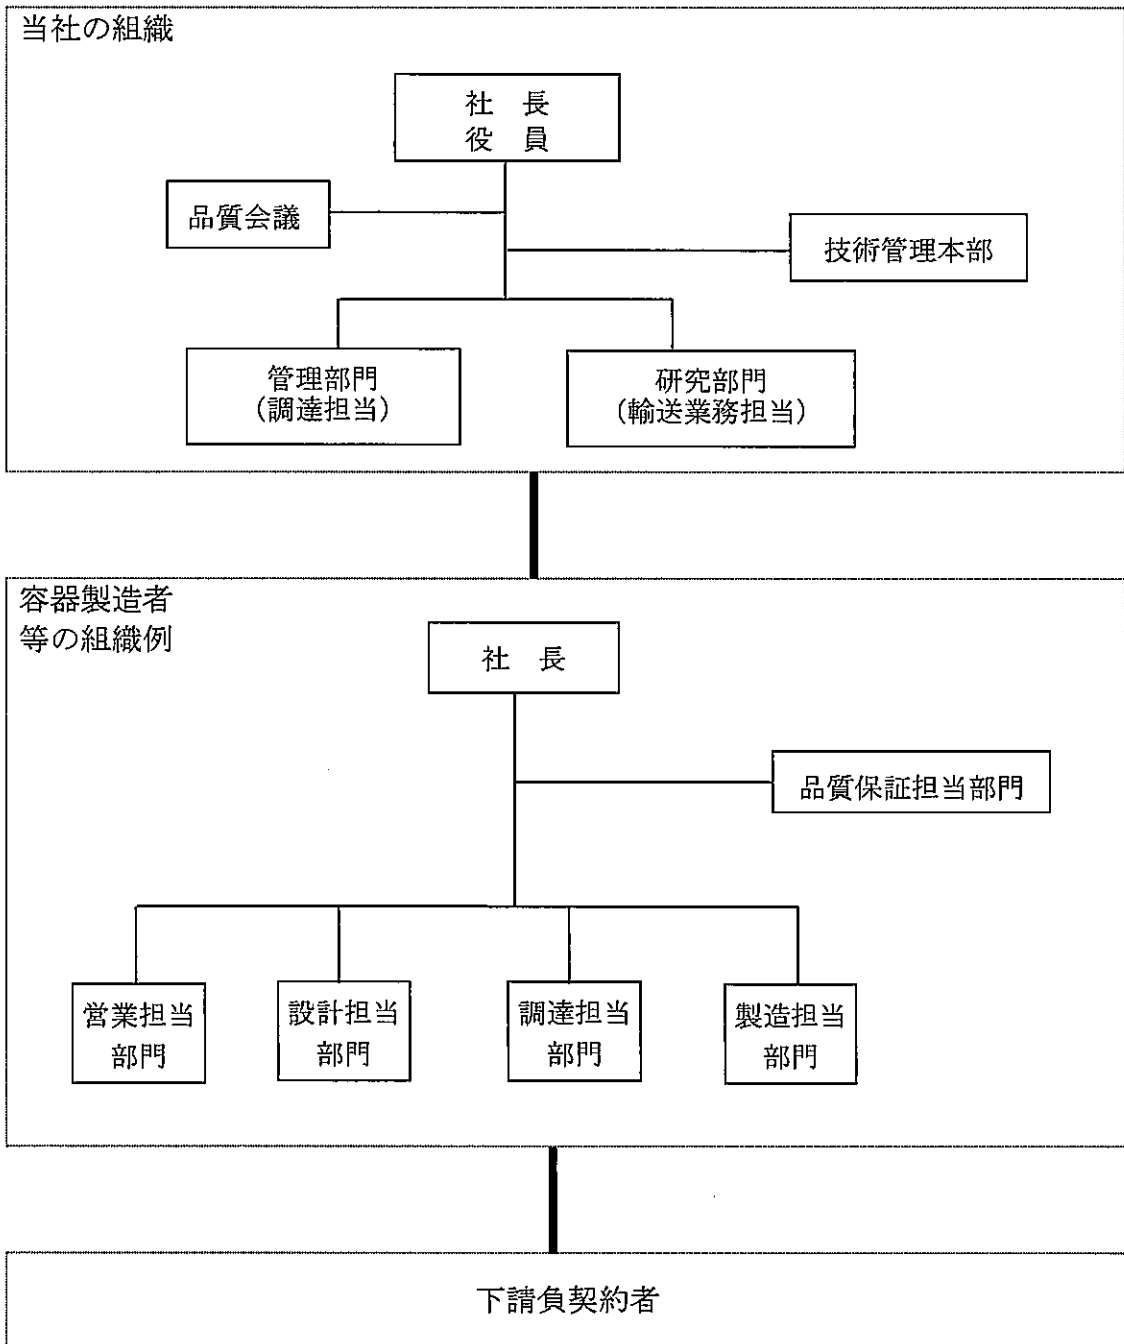 当社の組織
社 長
役 員
品質会議
技術管理本部
管理部門
(調達担当)
研究部門
(輸送業務担当)
容器製造者
等の組織例
社 長
品質保証担当部門
営業担当
部門
設計担当
部門
調達担当
部門
製造担当
部門
下請負契約者